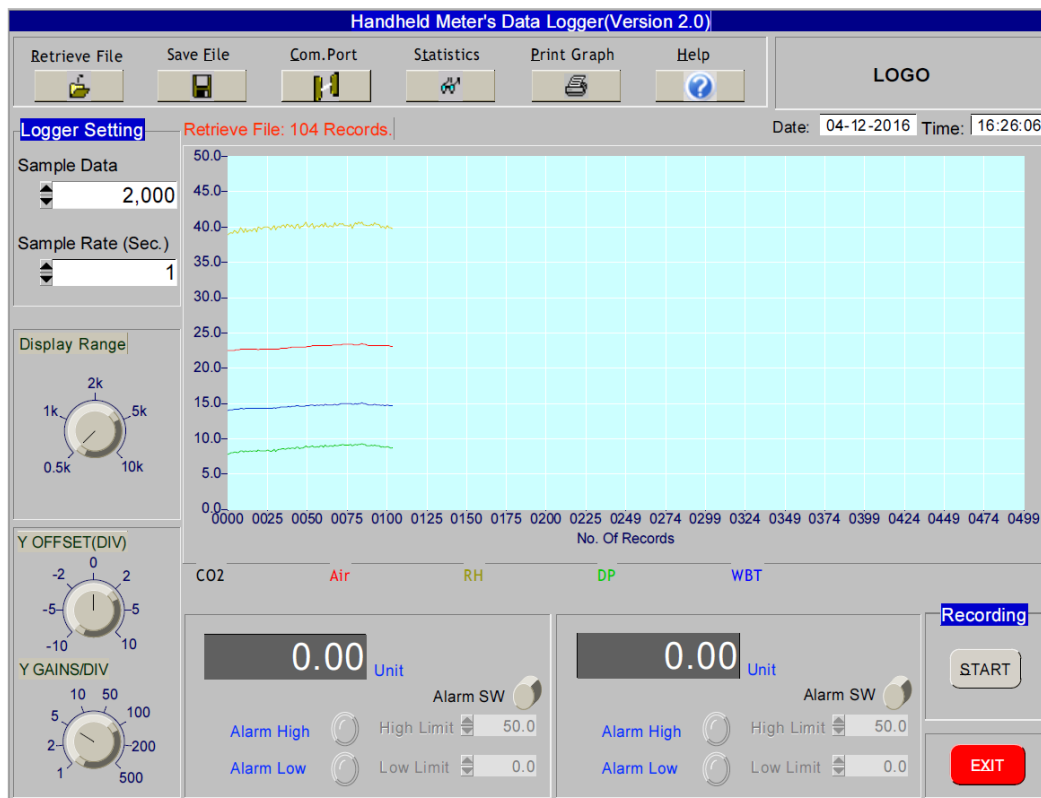 Handheld Meter's Data Logger(Version 2.0)
Retrieve File Save File Com.Port Statistics Print Graph Help
LOGO
Logger Setting
Retrieve File: 104 Records.
Date: 04-12-2016 Time: 16:26:06
Sample Data
2,000
Sample Rate (Sec.)
1
50.0
45.0
40.0
35.0
30.0
25.0
20.0
15.0
10.0
5.0
0.0
0000 0025 0050 0075 0100 0125 0150 0175 0200 0225 0249 0274 0299 0324 0349 0374 0399 0424 0449 0474 0499
No. Of Records
CO2 Air RH DP WBT
Display Range
2k
1k 5k
0.5k 10k
Y OFFSET(DIV)
0
-2 2
-5 5
-10 10
Y GAINS/DIV
10 50
5 100
2 200
1 500
0.00 Unit
Alarm SW
Alarm High High Limit 50.0
Alarm Low Low Limit 0.0
0.00 Unit
Alarm SW
Alarm High High Limit 50.0
Alarm Low Low Limit 0.0
Recording
START
EXIT